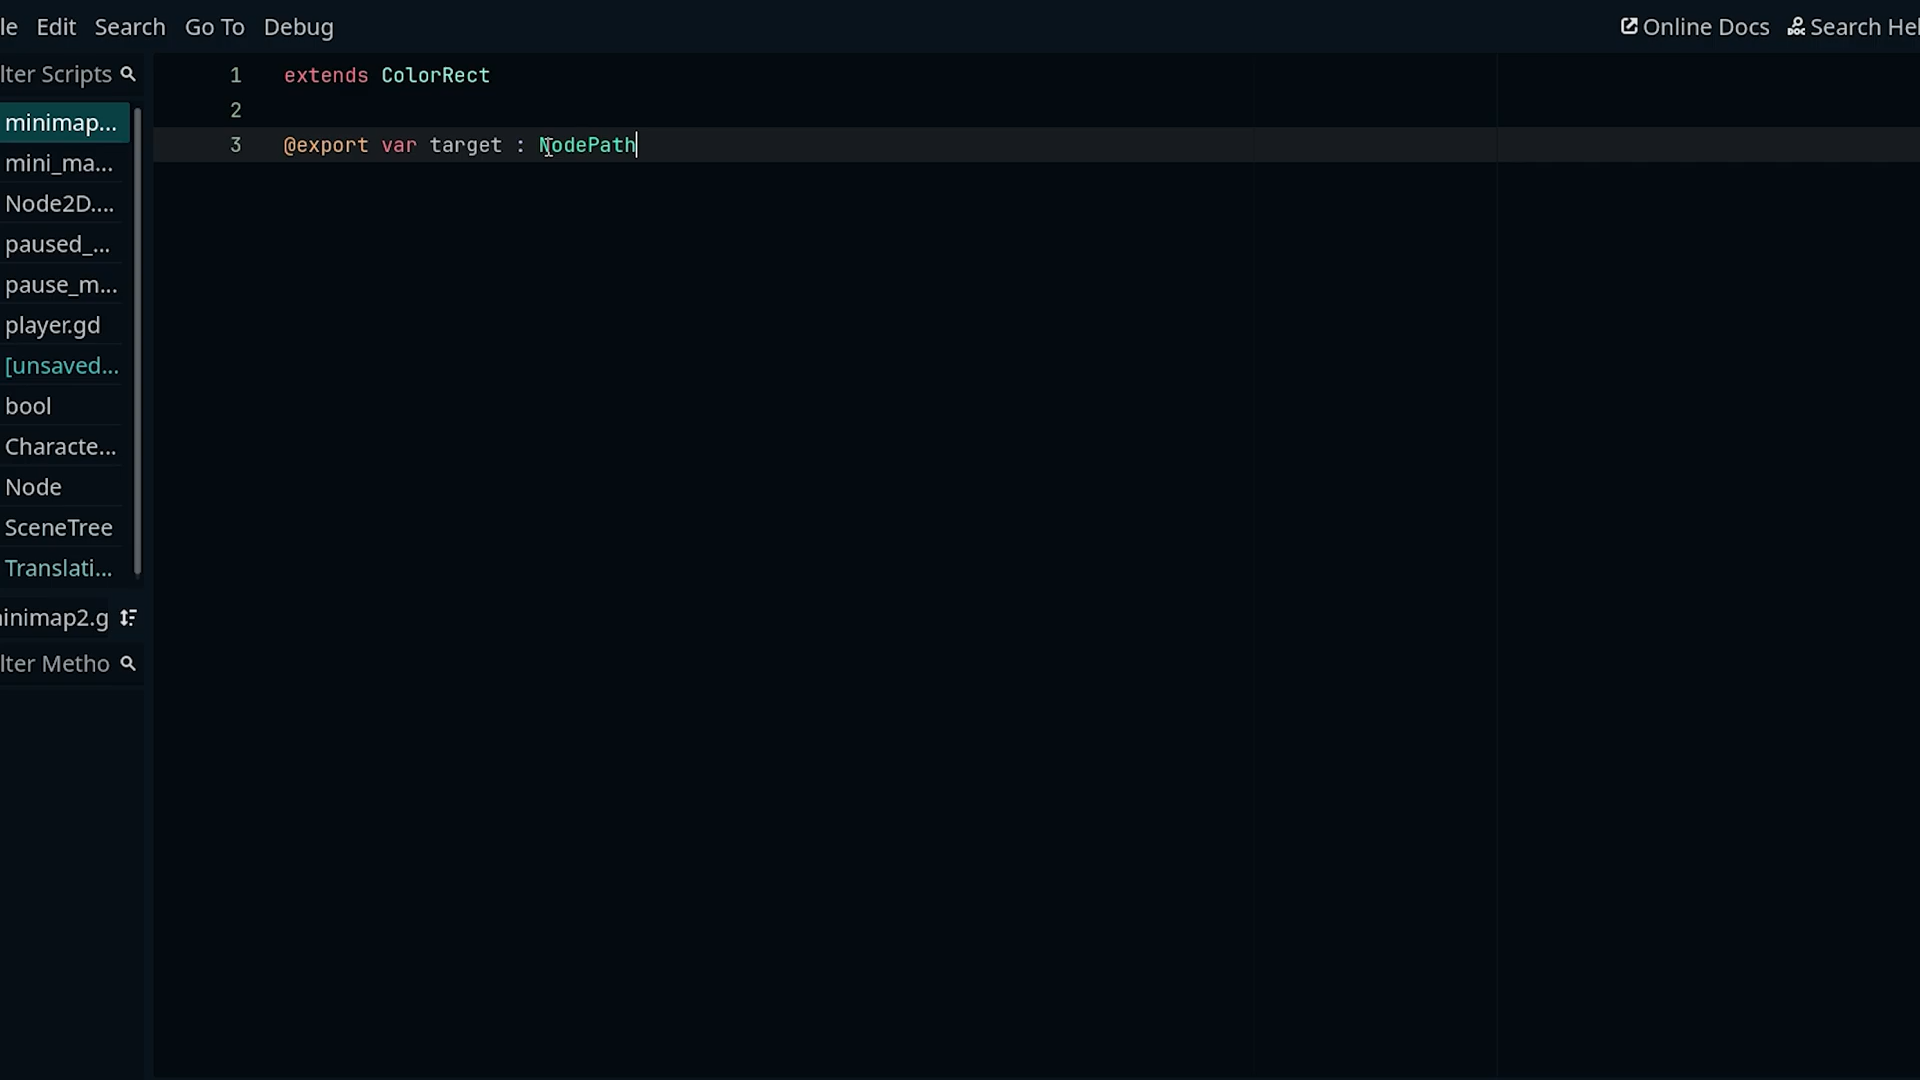 le Edit Search Go To Debug Online Docs Search Hel
lter Scripts
minimap...
mini_ma...
Node2D....
paused_...
pause_m...
player.gd
[unsaved...
bool
Characte...
Node
SceneTree
Translati...
inimap2.g
lter Metho
1 extends ColorRect
2
3 @export var target : NodePath